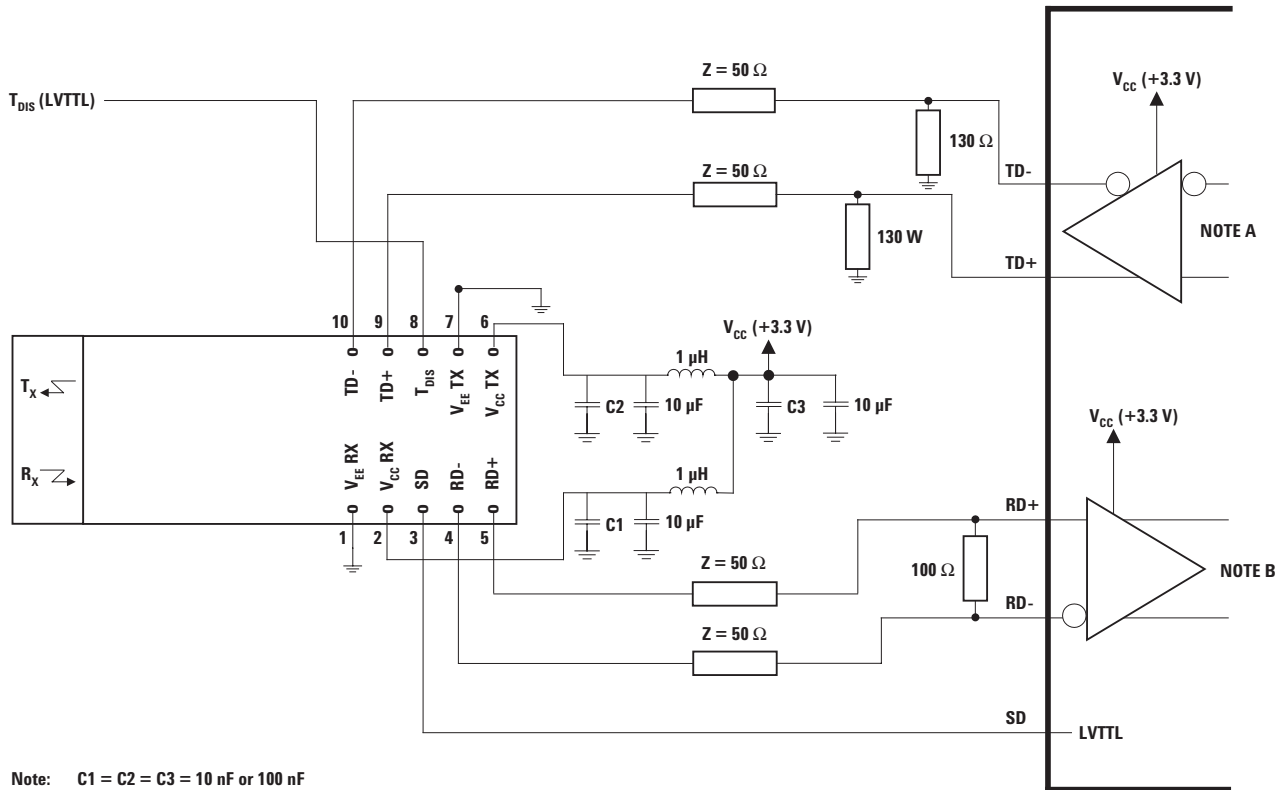 Z = 50 Ω
V_CC (+3.3 V)
T_DIS (LVTTL)
130 Ω
Z = 50 Ω
TD-
130 W
NOTE A
TD+
10 9 8 7 6
V_CC (+3.3 V)
1 µH
T_X
TD-
TD+
T_DIS
V_EE TX
V_CC TX
C2
10 µF
C3
10 µF
V_CC (+3.3 V)
R_X
V_EE RX
V_CC RX
SD
RD-
RD+
1 µH
RD+
C1
10 µF
1 2 3 4 5
Z = 50 Ω
100 Ω
NOTE B
RD-
Z = 50 Ω
SD
LVTTL
Note: C1 = C2 = C3 = 10 nF or 100 nF